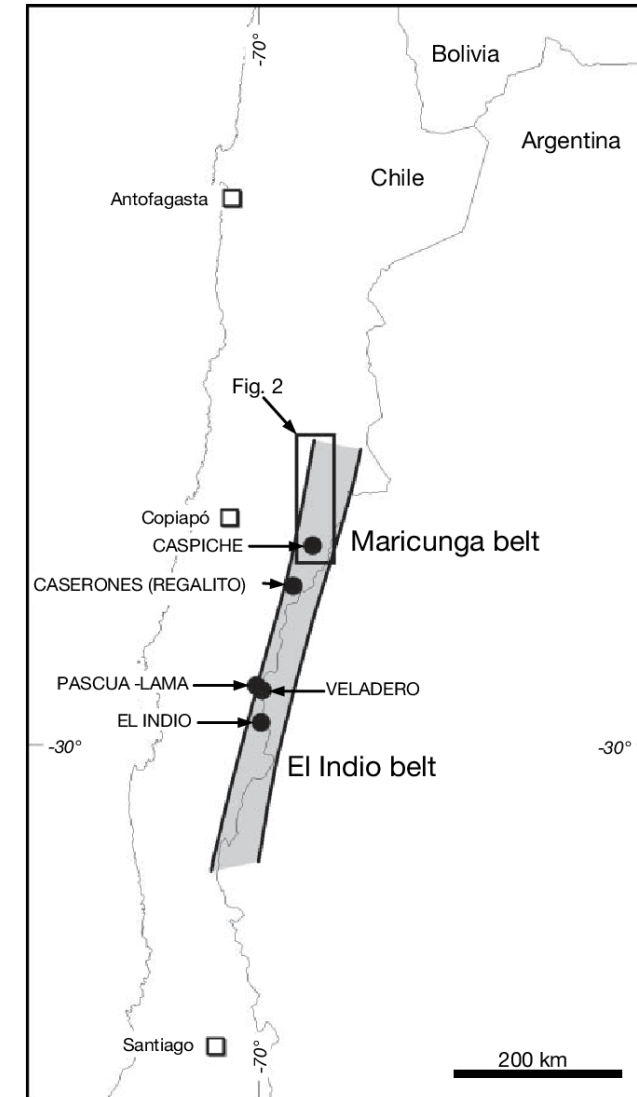 -70°
Bolivia
Argentina
Chile
Antofagasta
Fig. 2
Copiapó
CASPICHE
Maricunga belt
CASERONES (REGALITO)
PASCUA -LAMA
VELADERO
EL INDIO
-30°
-30°
El Indio belt
Santiago
-70°
200 km